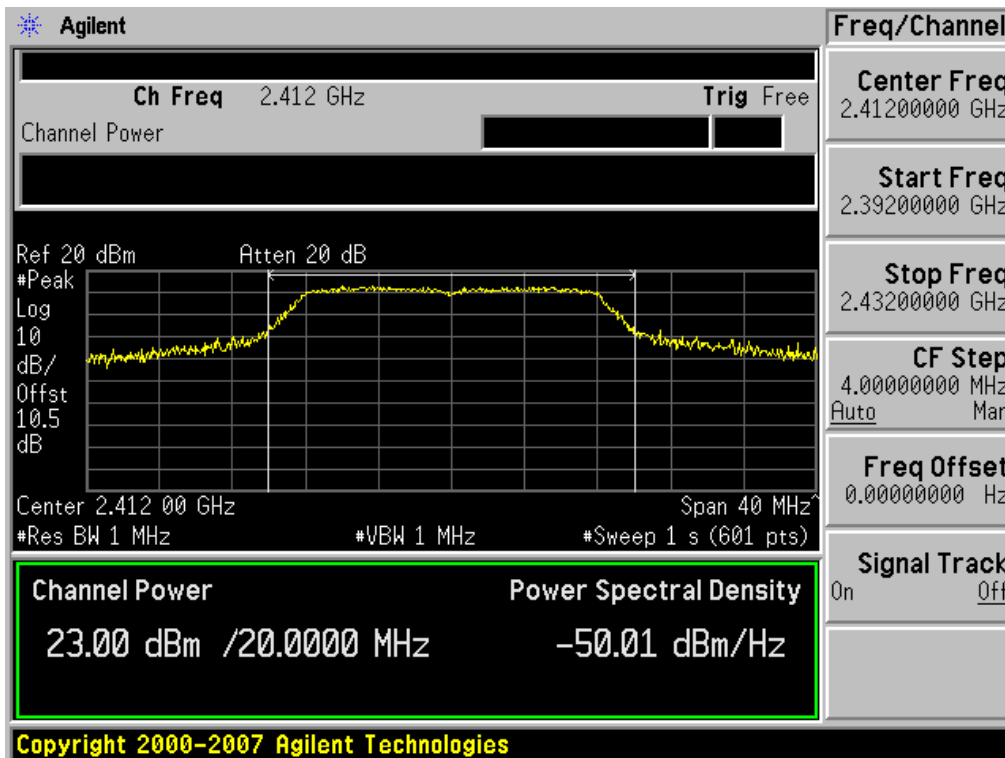 Agilent
Freq/Channel
Ch Freq 2.412 GHz Trig Free
Channel Power
Center Freq
2.41200000 GHz
Start Freq
2.39200000 GHz
Stop Freq
2.43200000 GHz
CF Step
4.00000000 MHz
Auto Man
Freq Offset
0.00000000 Hz
Signal Track
On Off
Ref 20 dBm Atten 20 dB
#Peak
Log
10
dB/
Offst
10.5
dB
Center 2.412 00 GHz Span 40 MHz^
#Res BW 1 MHz #VBW 1 MHz #Sweep 1 s (601 pts)
Channel Power Power Spectral Density
23.00 dBm /20.0000 MHz -50.01 dBm/Hz
Copyright 2000-2007 Agilent Technologies